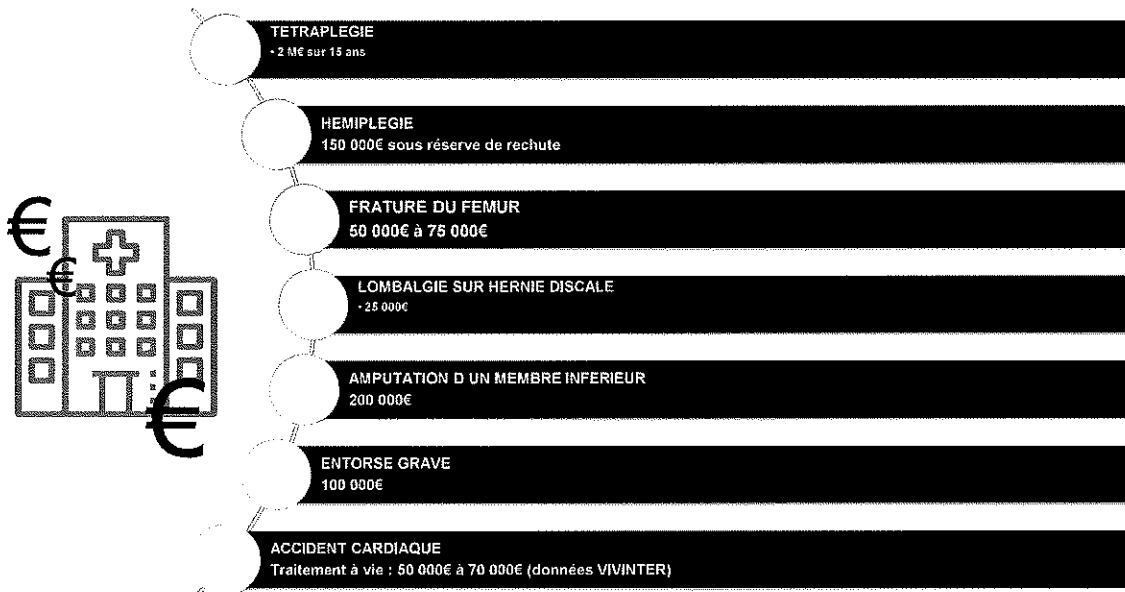 TETRAPLEGIE
• 2 M€ sur 15 ans
HEMIPLEGIE
150 000€ sous réserve de rechute
FRATURE DU FEMUR
50 000€ à 75 000€
LOMBALGIE SUR HERNIE DISCALE
• 25 000€
AMPUTATION D UN MEMBRE INFERIEUR
200 000€
ENTORSE GRAVE
100 000€
ACCIDENT CARDIAQUE
Traitement à vie : 50 000€ à 70 000€ (données VIVINTER)
€
€
€